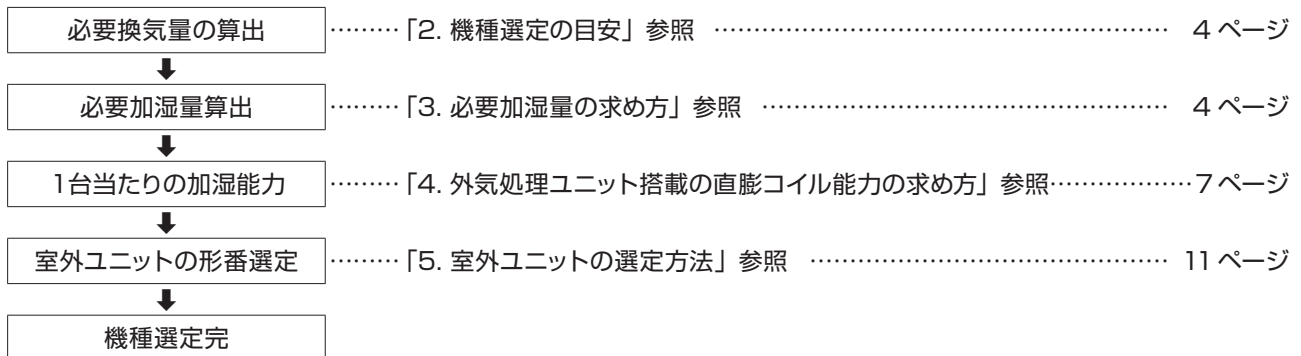 必要換気量の算出 ………「2. 機種選定の目安」参照 ……………………………………………… 4 ページ
必要加湿量算出 ………「3. 必要加湿量の求め方」参照 ………………………………………… 4 ページ
1台当たりの加湿能力 ………「4. 外気処理ユニット搭載の直膨コイル能力の求め方」参照………………7 ページ
室外ユニットの形番選定 ………「5. 室外ユニットの選定方法」参照 …………………………………… 11 ページ
機種選定完